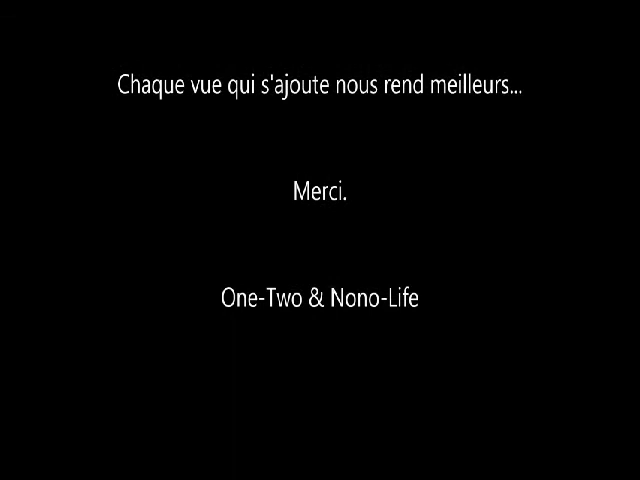 Chaque vue qui s'ajoute nous rend meilleurs...
Merci.
One-Two & Nono-Life